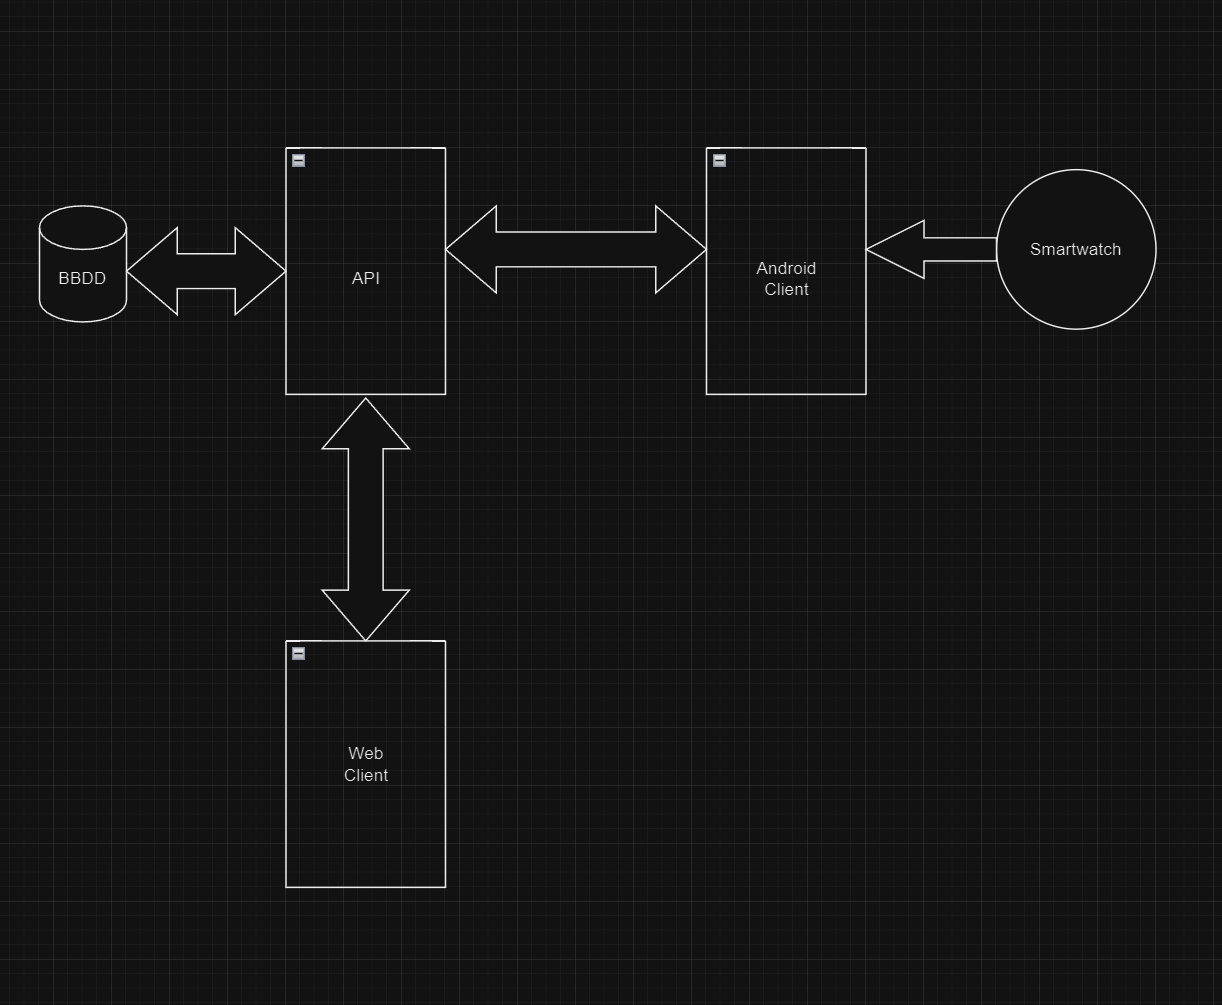 BBDD
API
Android
Client
Smartwatch
Web
Client